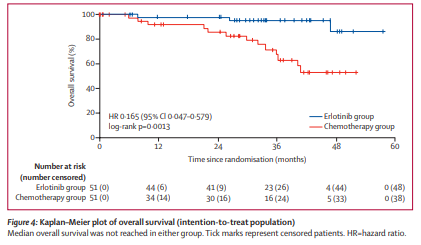 100
80
60
40
20
0
Overall survival (%)
HR 0·165 (95% CI 0·047–0·579)
log-rank p=0·0013
Erlotinib group
Chemotherapy group
0 12 24 36 48 60
Time since randomisation (months)
Number at risk
(number censored)
Erlotinib group 51 (0) 44 (6) 41 (9) 23 (26) 4 (44) 0 (48)
Chemotherapy group 51 (0) 34 (14) 30 (16) 16 (24) 5 (33) 0 (38)
Figure 4: Kaplan-Meier plot of overall survival (intention-to-treat population)
Median overall survival was not reached in either group. Tick marks represent censored patients. HR=hazard ratio.